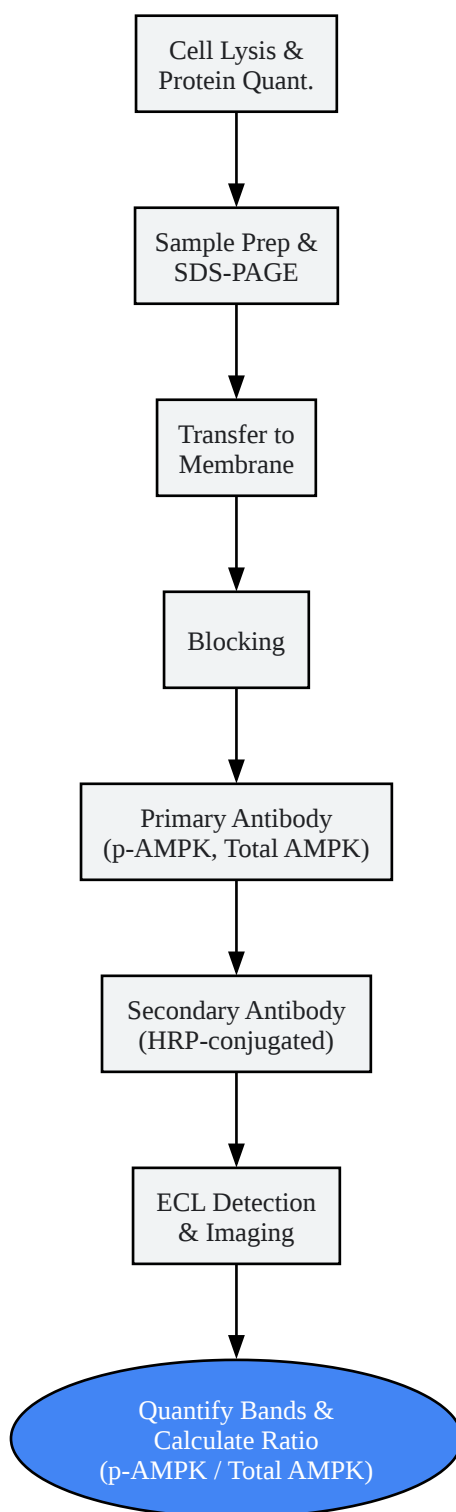 Cell Lysis &
Protein Quant.
Sample Prep &
SDS-PAGE
Transfer to
Membrane
Blocking
Primary Antibody
(p-AMPK, Total AMPK)
Secondary Antibody
(HRP-conjugated)
ECL Detection
& Imaging
Quantify Bands &
Calculate Ratio
(p-AMPK / Total AMPK)